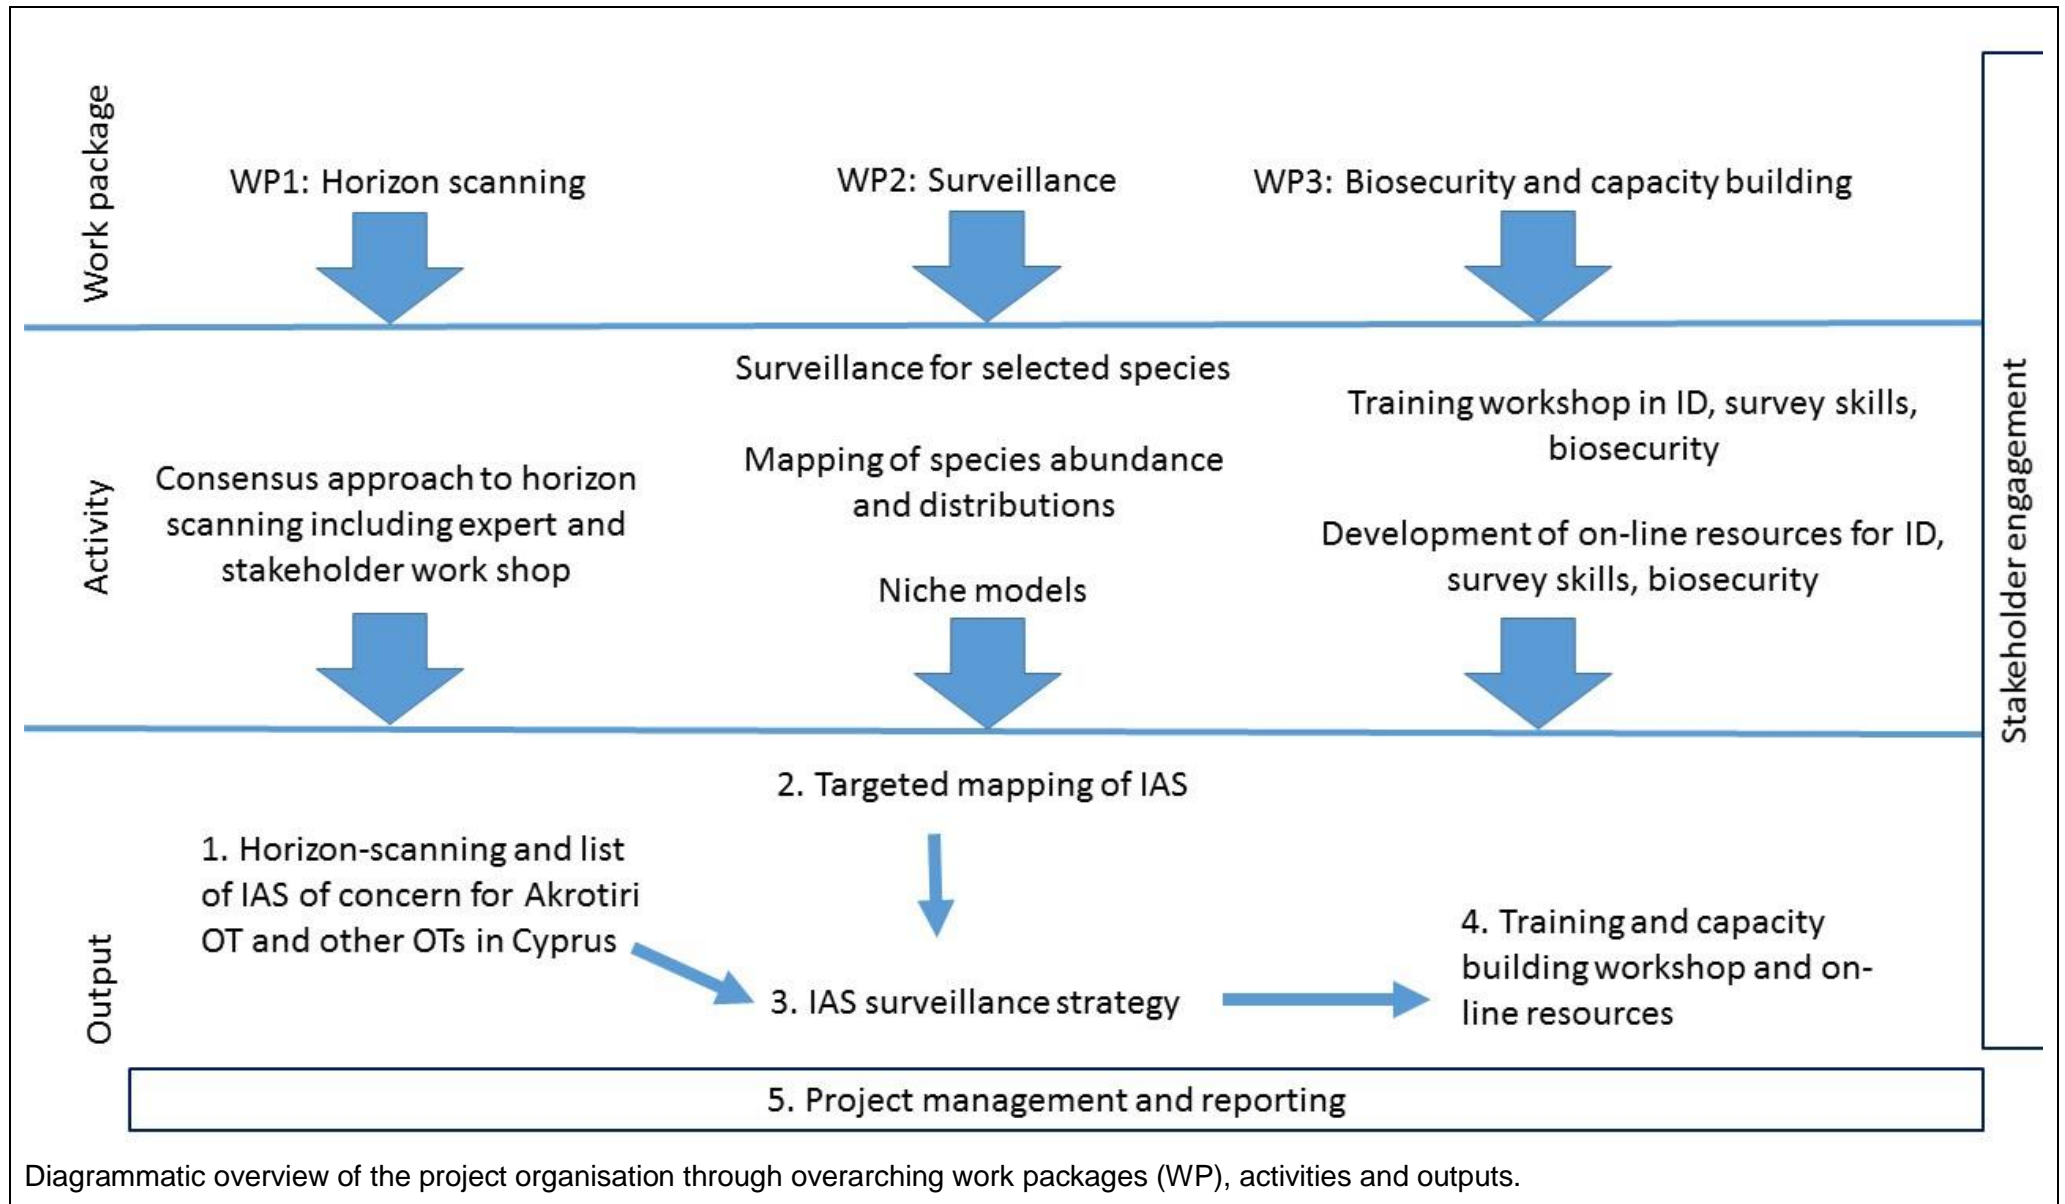 Work package
WP1: Horizon scanning
WP2: Surveillance
WP3: Biosecurity and capacity building
Activity
Consensus approach to horizon
scanning including expert and
stakeholder work shop
Surveillance for selected species
Mapping of species abundance
and distributions
Niche models
Training workshop in ID, survey skills,
biosecurity
Development of on-line resources for ID,
survey skills, biosecurity
Stakeholder engagement
Output
1. Horizon-scanning and list
of IAS of concern for Akrotiri
OT and other OTs in Cyprus
2. Targeted mapping of IAS
3. IAS surveillance strategy
4. Training and capacity
building workshop and on-
line resources
5. Project management and reporting
Diagrammatic overview of the project organisation through overarching work packages (WP), activities and outputs.